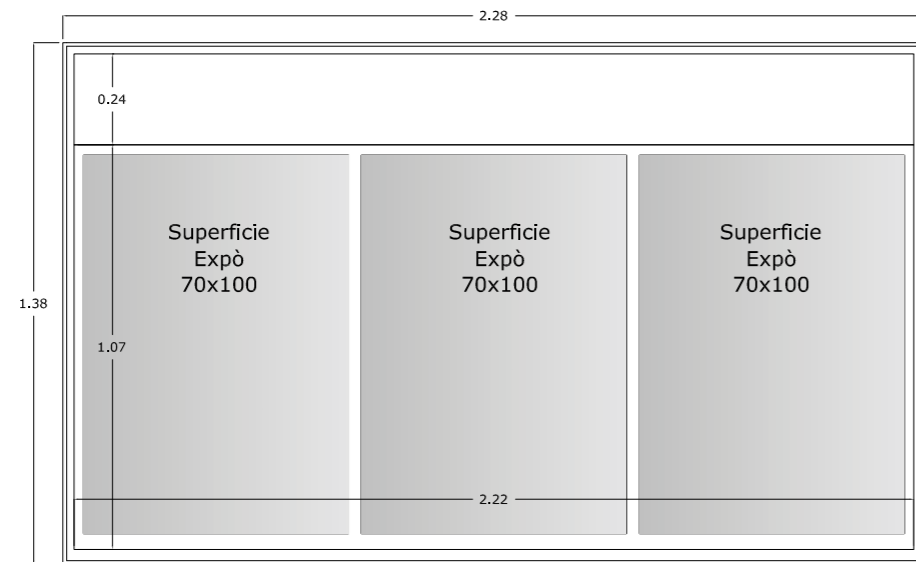 2.28
0.24
Superficie
Expò
70x100
Superficie
Expò
70x100
Superficie
Expò
70x100
1.38
1.07
2.22